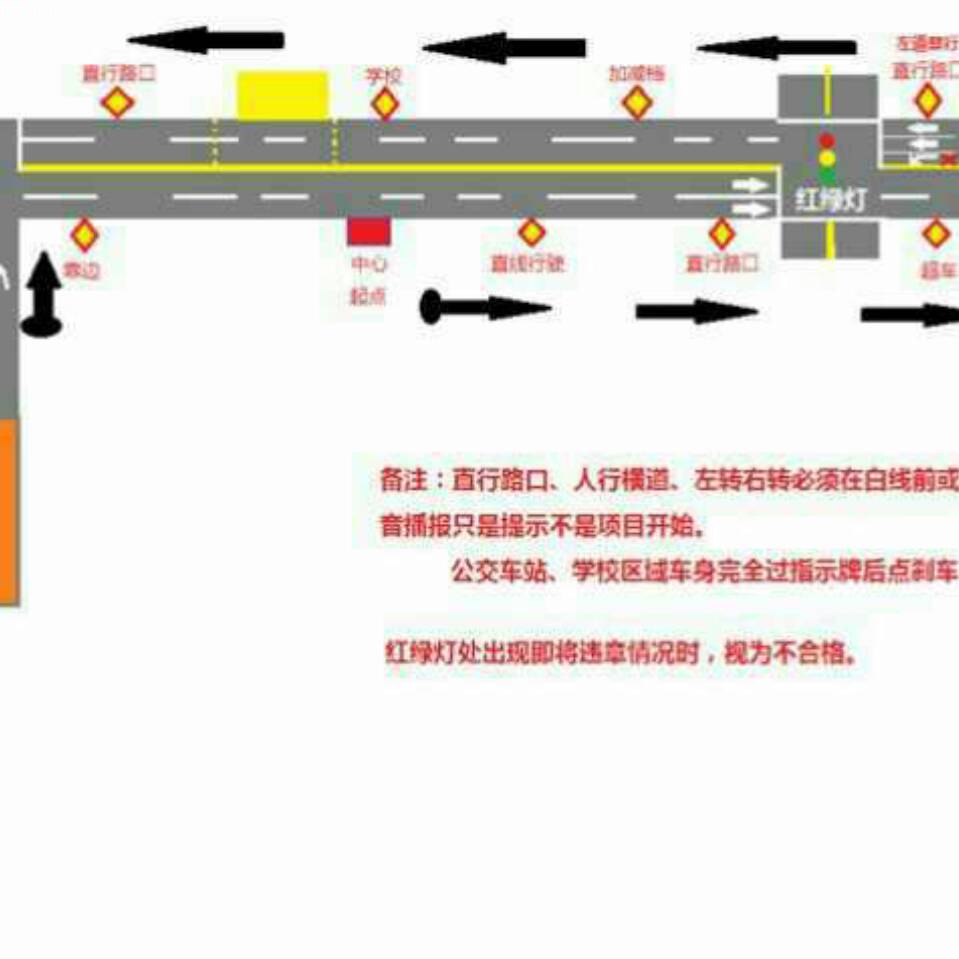 左道禁行
直行路口
学校
加减档
直行路口
红绿灯
靠边
中心
起点
直线行驶
直行路口
超车
备注：直行路口、人行横道、左转右转必须在白线前或
音播报只是提示不是项目开始。
公交车站、学校区域车身完全过指示牌后点刹车
红绿灯处出现即将违章情况时，视为不合格。